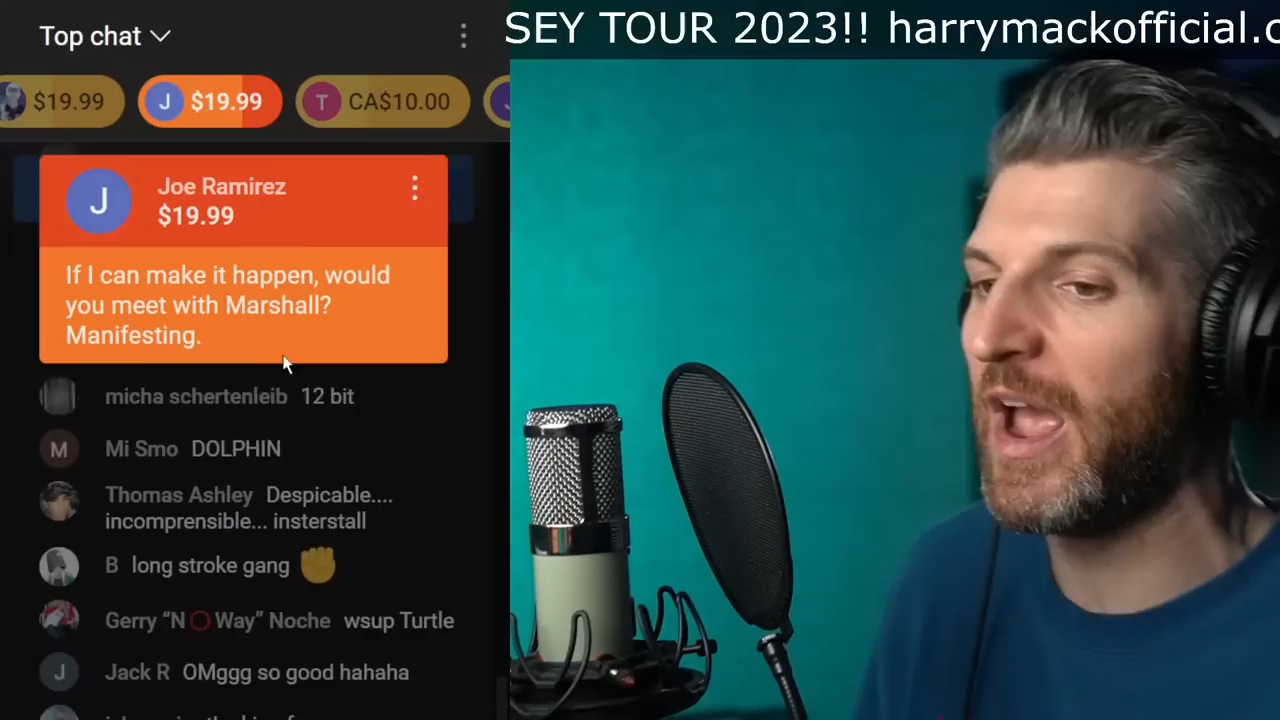 Top chat
SEY TOUR 2023!! harrymackofficial.c
$19.99
J $19.99
T CA$10.00
J
Joe Ramirez
$19.99
If I can make it happen, would
you meet with Marshall?
Manifesting.
micha schertenleib 12 bit
M Mi Smo DOLPHIN
Thomas Ashley Despicable....
incomprensible... insterstall
B long stroke gang
Gerry “N⭕Way” Noche wsup Turtle
J Jack R OMggg so good hahaha